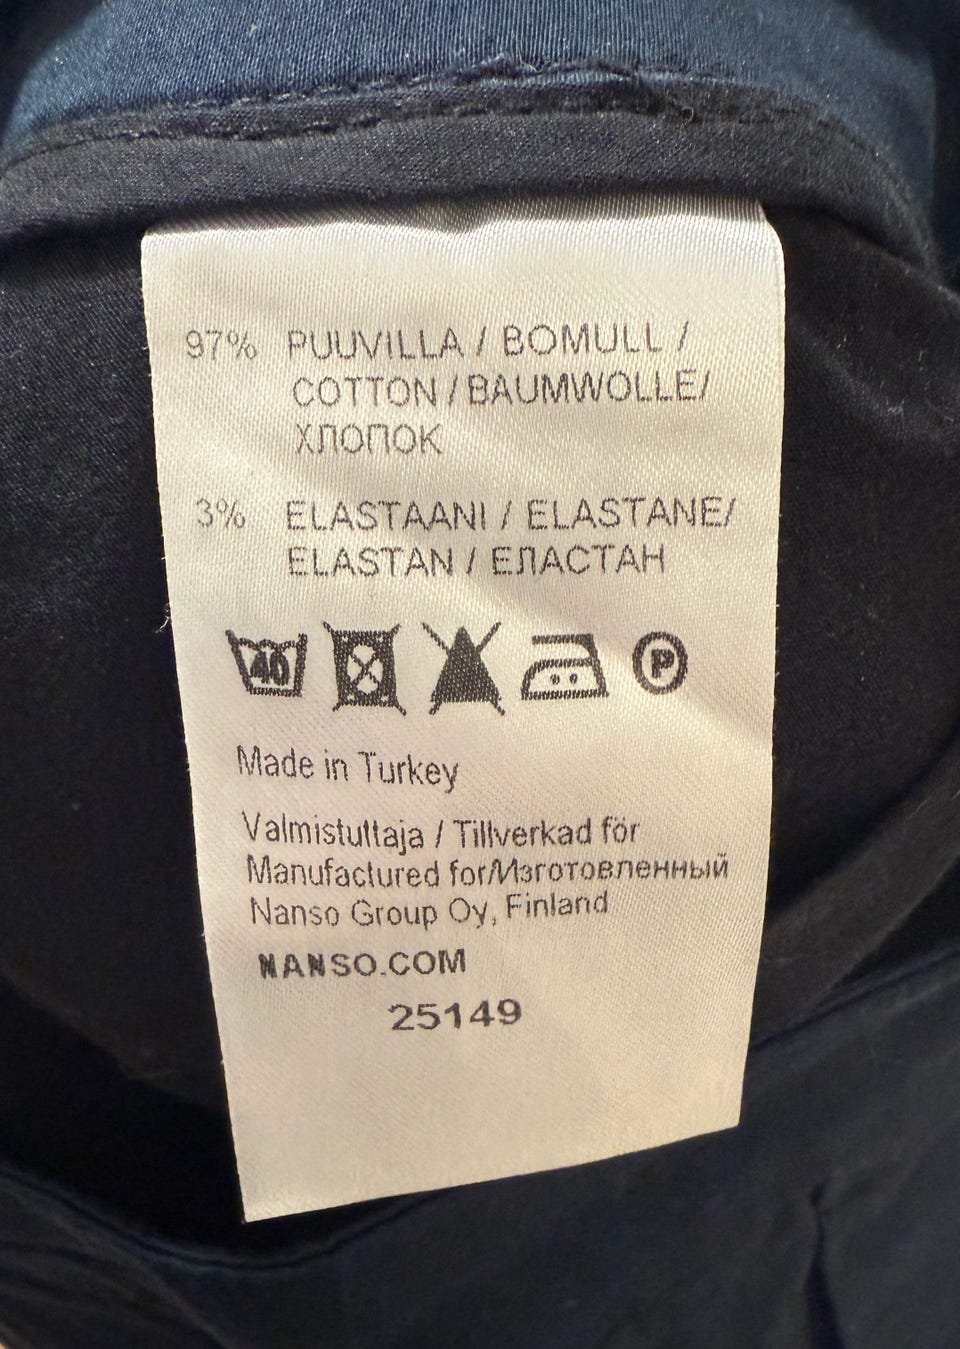 97% PUUVILLA / BOMULL /
COTTON / BAUMWOLLE/
ХЛОПОК
3% ELASTAANI / ELASTANE/
ELASTAN / ЕЛАСТАН
40
P
Made in Turkey
Valmistuttaja / Tillverkad för
Manufactured for/Изготовленный
Nanso Group Oy, Finland
NANSO.COM
25149